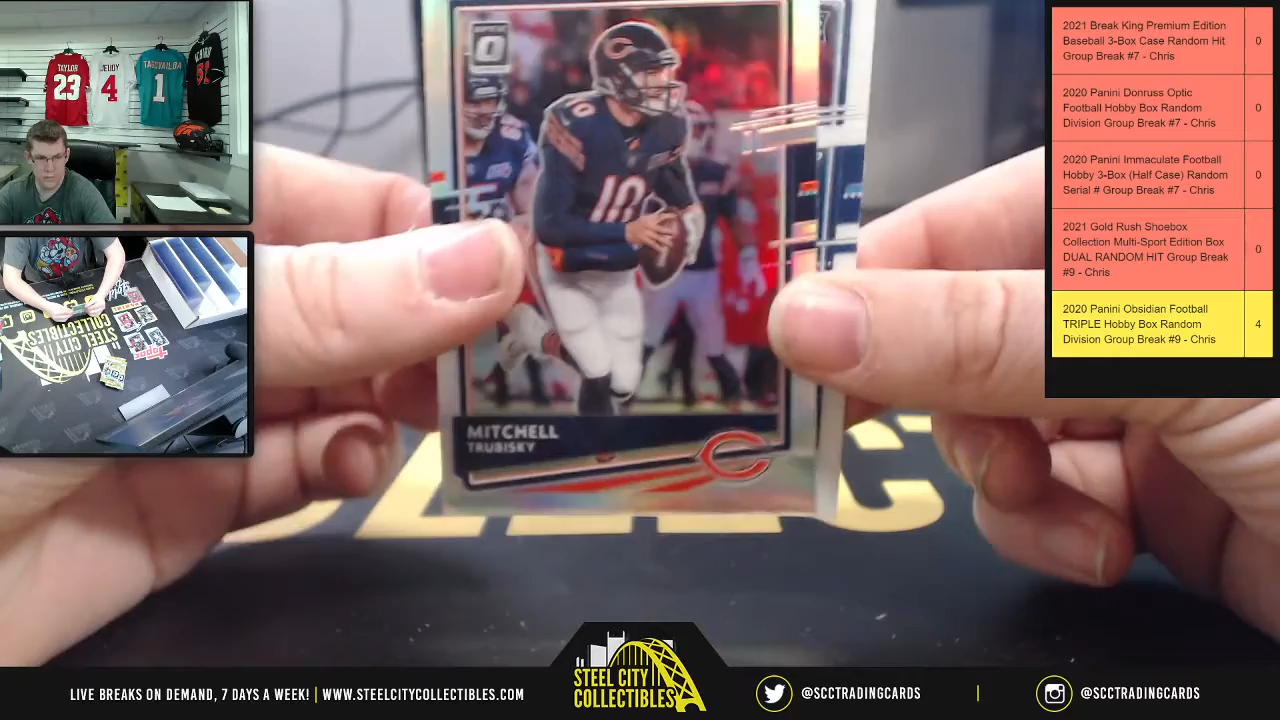 TAYLOR
23
JEUDY
4
TAGOVAILOA
1
STEEL CITY
COLLECTIBLES
10
10
MITCHELL
TRUBISKY
2021 Break King Premium Edition
Baseball 3-Box Case Random Hit
Group Break #7 - Chris
0
2020 Panini Donruss Optic
Football Hobby Box Random
Division Group Break #7 - Chris
0
2020 Panini Immaculate Football
Hobby 3-Box (Half Case) Random
Serial # Group Break #7 - Chris
0
2021 Gold Rush Shoebox
Collection Multi-Sport Edition Box
DUAL RANDOM HIT Group Break
#9 - Chris
0
2020 Panini Obsidian Football
TRIPLE Hobby Box Random
Division Group Break #9 - Chris
4
LIVE BREAKS ON DEMAND, 7 DAYS A WEEK! | WWW.STEELCITYCOLLECTIBLES.COM
STEEL CITY
COLLECTIBLES
@SCCTRADINGCARDS
@SCCTRADINGCARDS